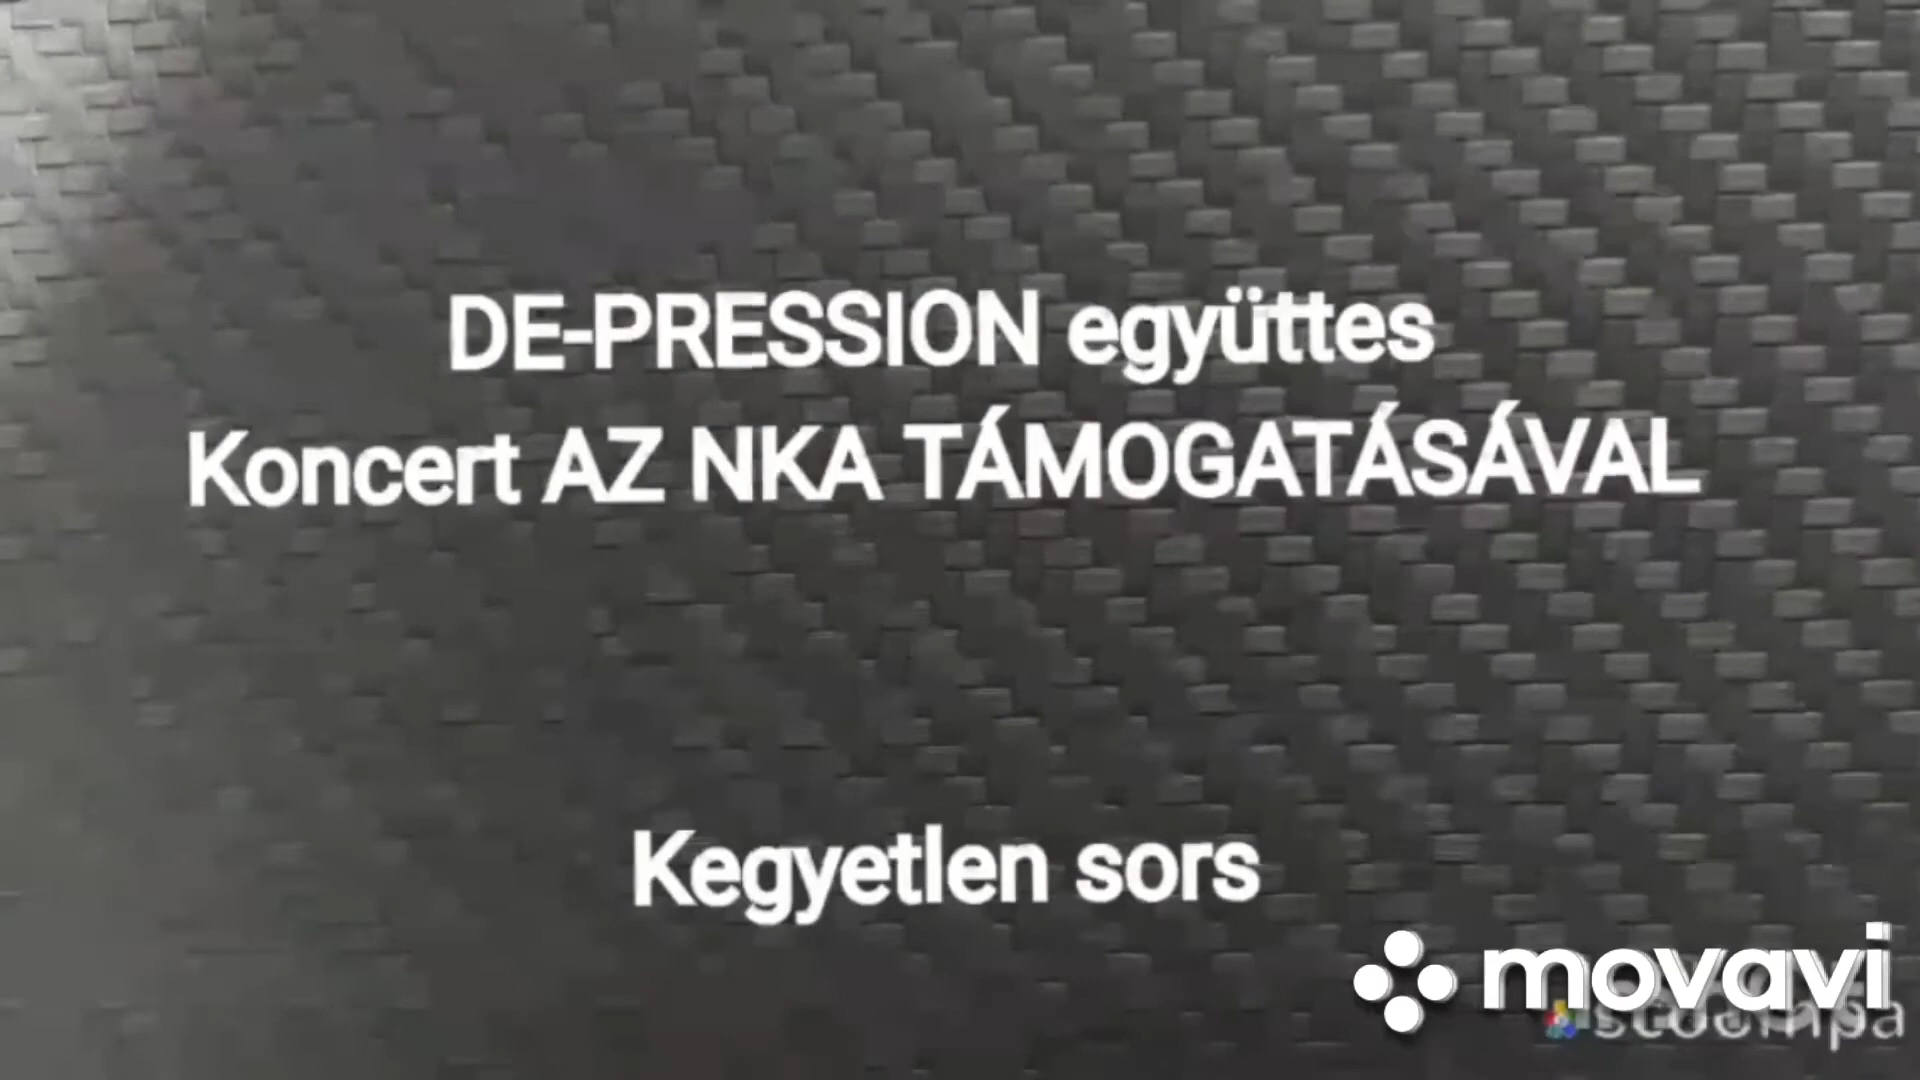 DE-PRESSION együttes
Koncert AZ NKA TÁMOGATÁSÁVAL
Kegyetlen sors
movavi